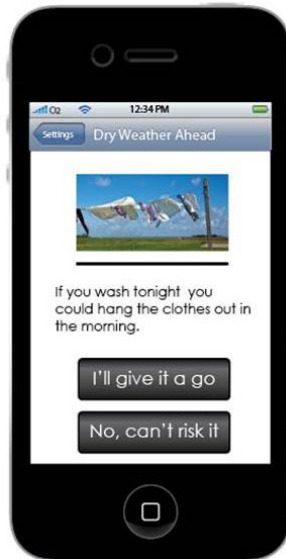 O2 12:34 PM
Settings Dry Weather Ahead
If you wash tonight you
could hang the clothes out in
the morning.
I'll give it a go
No, can't risk it